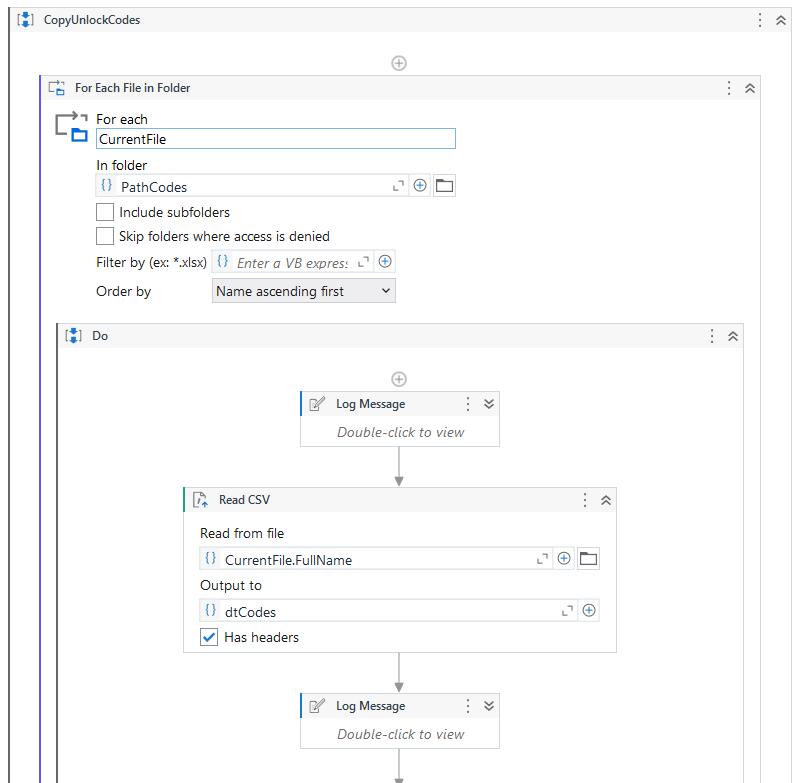 CopyUnlockCodes
For Each File in Folder
For each
CurrentFile
In folder
PathCodes
Include subfolders
Skip folders where access is denied
Filter by (ex: *.xlsx) Enter a VB express
Order by Name ascending first
Do
Log Message
Double-click to view
Read CSV
Read from file
CurrentFile.FullName
Output to
dtCodes
Has headers
Log Message
Double-click to view